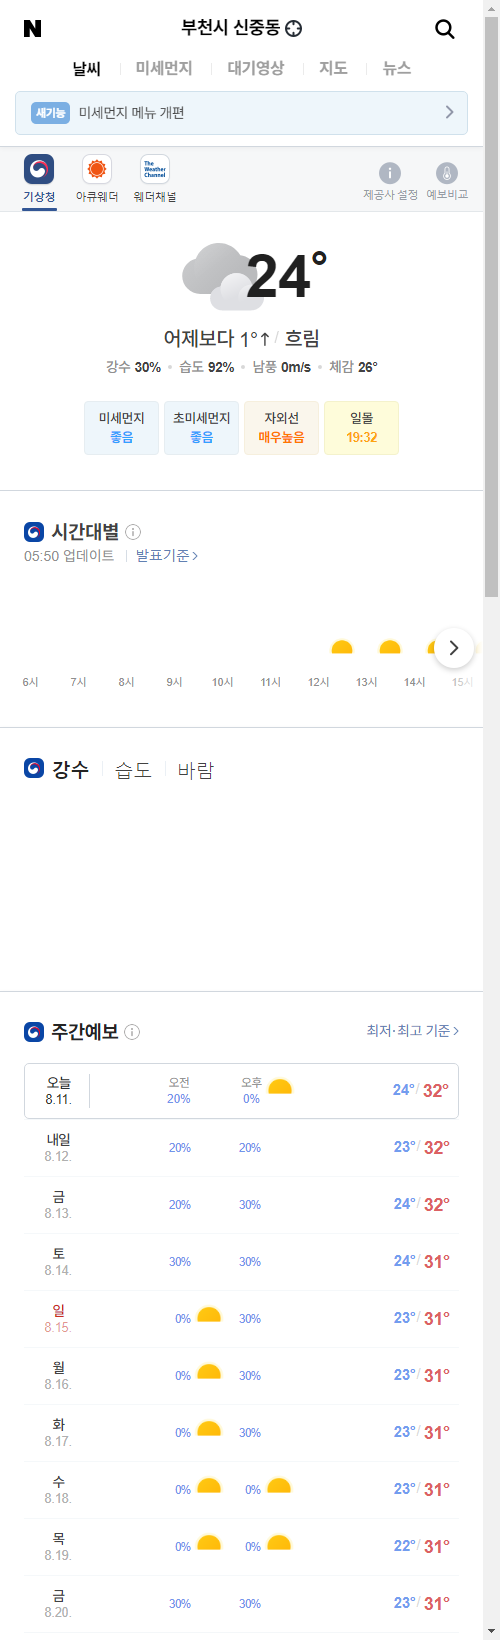 N
부천시 신중동
날씨 미세먼지 대기영상 지도 뉴스
새기능 미세먼지 메뉴 개편
The Weather Channel
기상청 아큐웨더 웨더채널 제공사 설정 예보비교
24°
어제보다 1°↑ / 흐림
강수 30% • 습도 92% • 남풍 0m/s • 체감 26°
미세먼지 초미세먼지 자외선 일몰
좋음 좋음 매우높음 19:32
시간대별
05:50 업데이트 발표기준 >
6시 7시 8시 9시 10시 11시 12시 13시 14시 15시
강수 습도 바람
주간예보 최저·최고 기준 >
오늘 오전 오후
8.11. 20% 0% 24°/ 32°
내일
8.12. 20% 20% 23°/ 32°
금
8.13. 20% 30% 24°/ 32°
토
8.14. 30% 30% 24°/ 31°
일
8.15. 0% 30% 23°/ 31°
월
8.16. 0% 30% 23°/ 31°
화
8.17. 0% 30% 23°/ 31°
수
8.18. 0% 0% 23°/ 31°
목
8.19. 0% 0% 22°/ 31°
금
8.20. 30% 30% 23°/ 31°